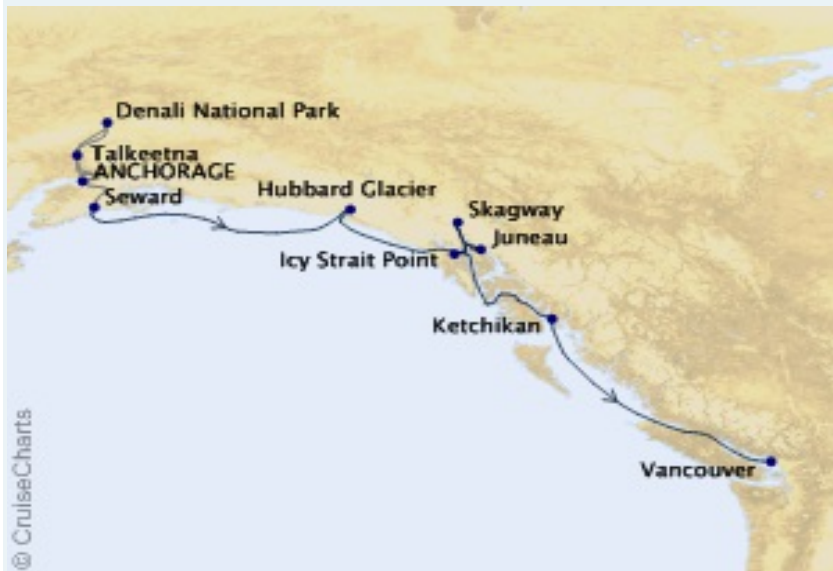 Denali National Park
Talkeetna
ANCHORAGE
Seward
Hubbard Glacier
Skagway
Juneau
Icy Strait Point
Ketchikan
Vancouver
© CruiseCharts